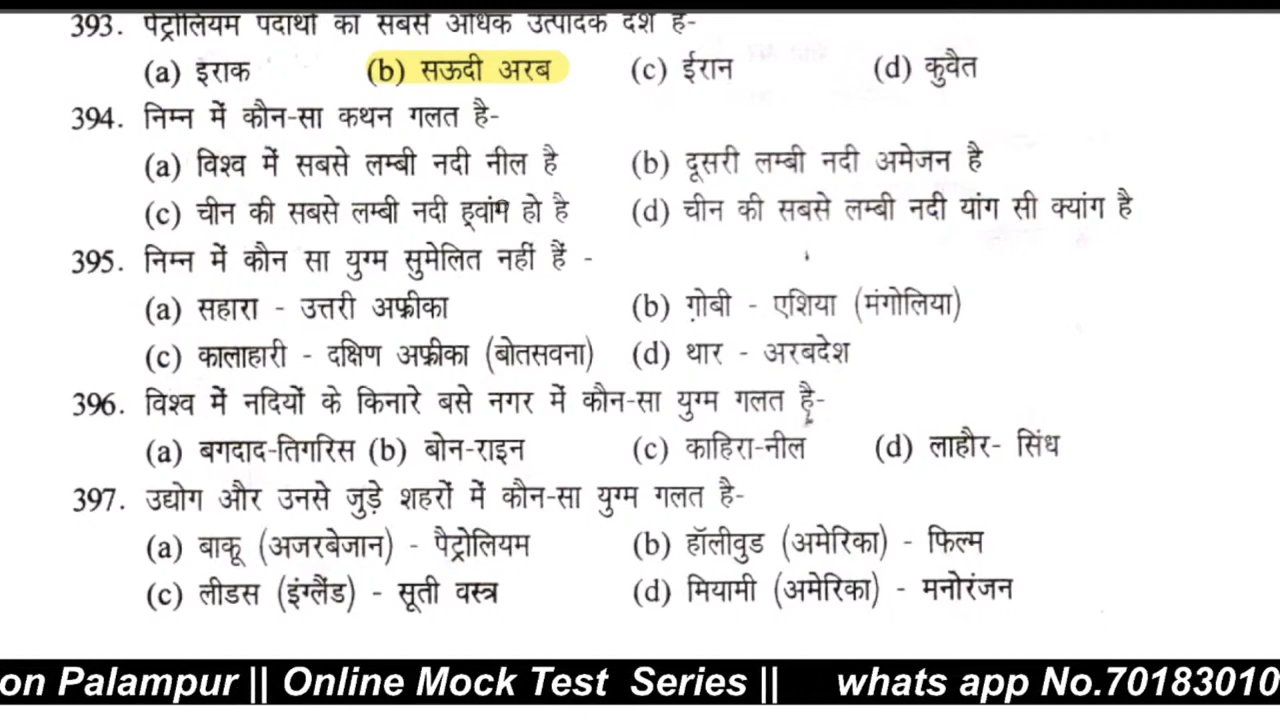 393. पेट्रोलियम पदार्थों का सबसे अधिक उत्पादक देश है-
(a) इराक (b) सऊदी अरब (c) ईरान (d) कुवैत
394. निम्न में कौन-सा कथन गलत है-
(a) विश्व में सबसे लम्बी नदी नील है (b) दूसरी लम्बी नदी अमेजन है
(c) चीन की सबसे लम्बी नदी ह्वांग हो है (d) चीन की सबसे लम्बी नदी यांग सी क्यांग है
395. निम्न में कौन सा युग्म सुमेलित नहीं हैं -
(a) सहारा - उत्तरी अफ्रीका (b) गोबी - एशिया (मंगोलिया)
(c) कालाहारी - दक्षिण अफ्रीका (बोतसवना) (d) थार - अरबदेश
396. विश्व में नदियों के किनारे बसे नगर में कौन-सा युग्म गलत है-
(a) बगदाद-तिगरिस (b) बोन-राइन (c) काहिरा-नील (d) लाहौर- सिंध
397. उद्योग और उनसे जुड़े शहरों में कौन-सा युग्म गलत है-
(a) बाकू (अजरबेजान) - पैट्रोलियम (b) हॉलीवुड (अमेरिका) - फिल्म
(c) लीडस (इंग्लैंड) - सूती वस्त्र (d) मियामी (अमेरिका) - मनोरंजन
on Palampur || Online Mock Test Series || whats app No.70183010